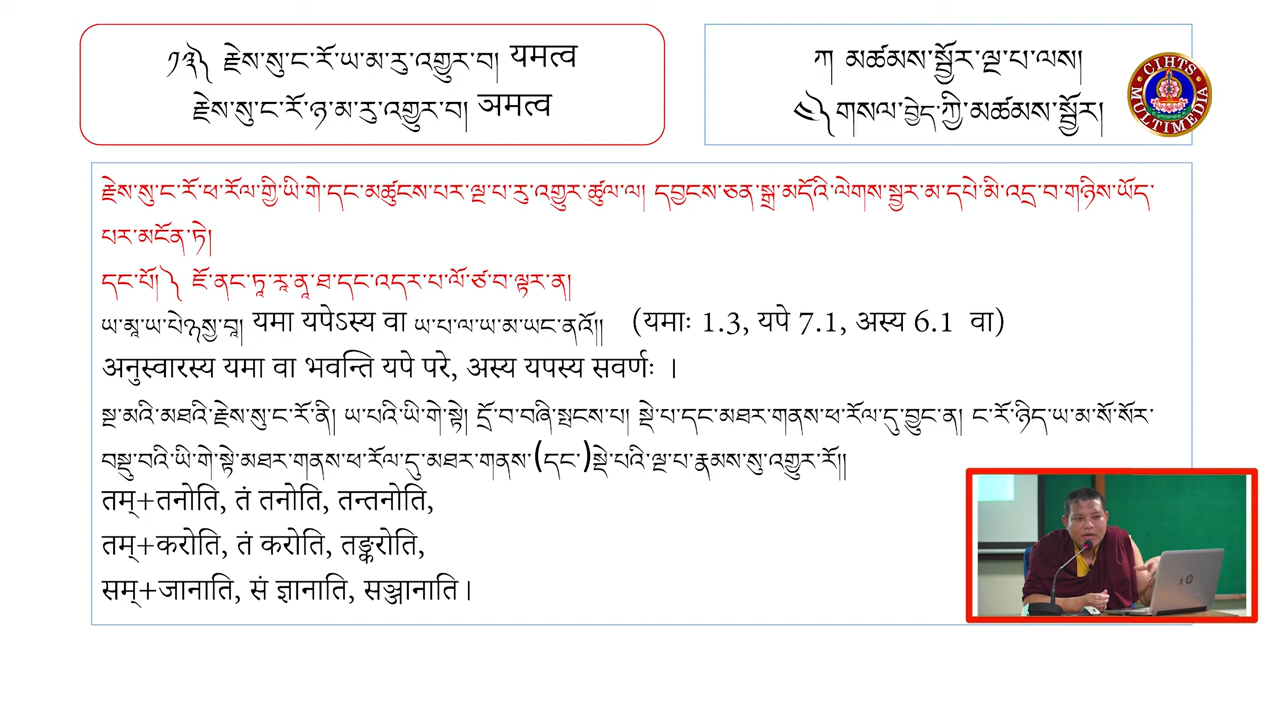 ༡༣༽ རྗེས་སུ་ང་རོ་ཡ་མ་རུ་འགྱུར་བ། यमत्व
རྗེས་སུ་ང་རོ་ཉ་མ་རུ་འགྱུར་བ། ञमत्व
ཀ མཚམས་སྦྱོར་ལྔ་པ་ལས།
༤༽གསལ་བྱེད་ཀྱི་མཚམས་སྦྱོར།
CIHTS
MULTIMEDIA
རྗེས་སུ་ང་རོ་ཕ་རོལ་གྱི་ཡི་གེ་དང་མཚུངས་པར་ལྔ་པ་རུ་འགྱུར་ཚུལ་ལ། དབྱངས་ཅན་སྒྲ་མདོའི་ལེགས་སྦྱར་མ་དཔེ་མི་འདྲ་བ་གཉིས་ཡོད་
པར་མངོན་ཏེ།
དང་པོ། ༽ ཇོ་ནང་ཏཱ་རཱ་ནཱ་ཐ་དང་འདར་པ་ལོ་ཙ་བ་ལྟར་ན།
यमा यपेऽस्य वा ཡ་པ་ལ་ཡ་མ་ཡང་ནའོ།། (यमाः 1.3, यपे 7.1, अस्य 6.1 वा)
अनुस्वारस्य यमा वा भवन्ति यपे परे, अस्य यपस्य सवर्णः ।
སྔ་མའི་མཐའི་རྗེས་སུ་ང་རོ་ནི། ཡ་པའི་ཡི་གེ་སྟེ། དྲོ་བ་བཞི་སྤངས་པ། སྡེ་པ་དང་མཐར་གནས་ཕ་རོལ་དུ་བྱུང་ན། ང་རོ་ཉིད་ཡ་མ་སོ་སོར་
བསྡུ་བའི་ཡི་གེ་སྟེ་མཐར་གནས་ཕ་རོལ་དུ་མཐར་གནས་(དང་)སྡེ་པའི་ལྔ་པ་རྣམས་སུ་འགྱུར་རོ།།
तम्+तनोति, तं तनोति, तन्तनोति,
तम्+करोति, तं करोति, तङ्करोति,
सम्+जानाति, सं ज्ञानाति, सञ्जानाति ।
hp